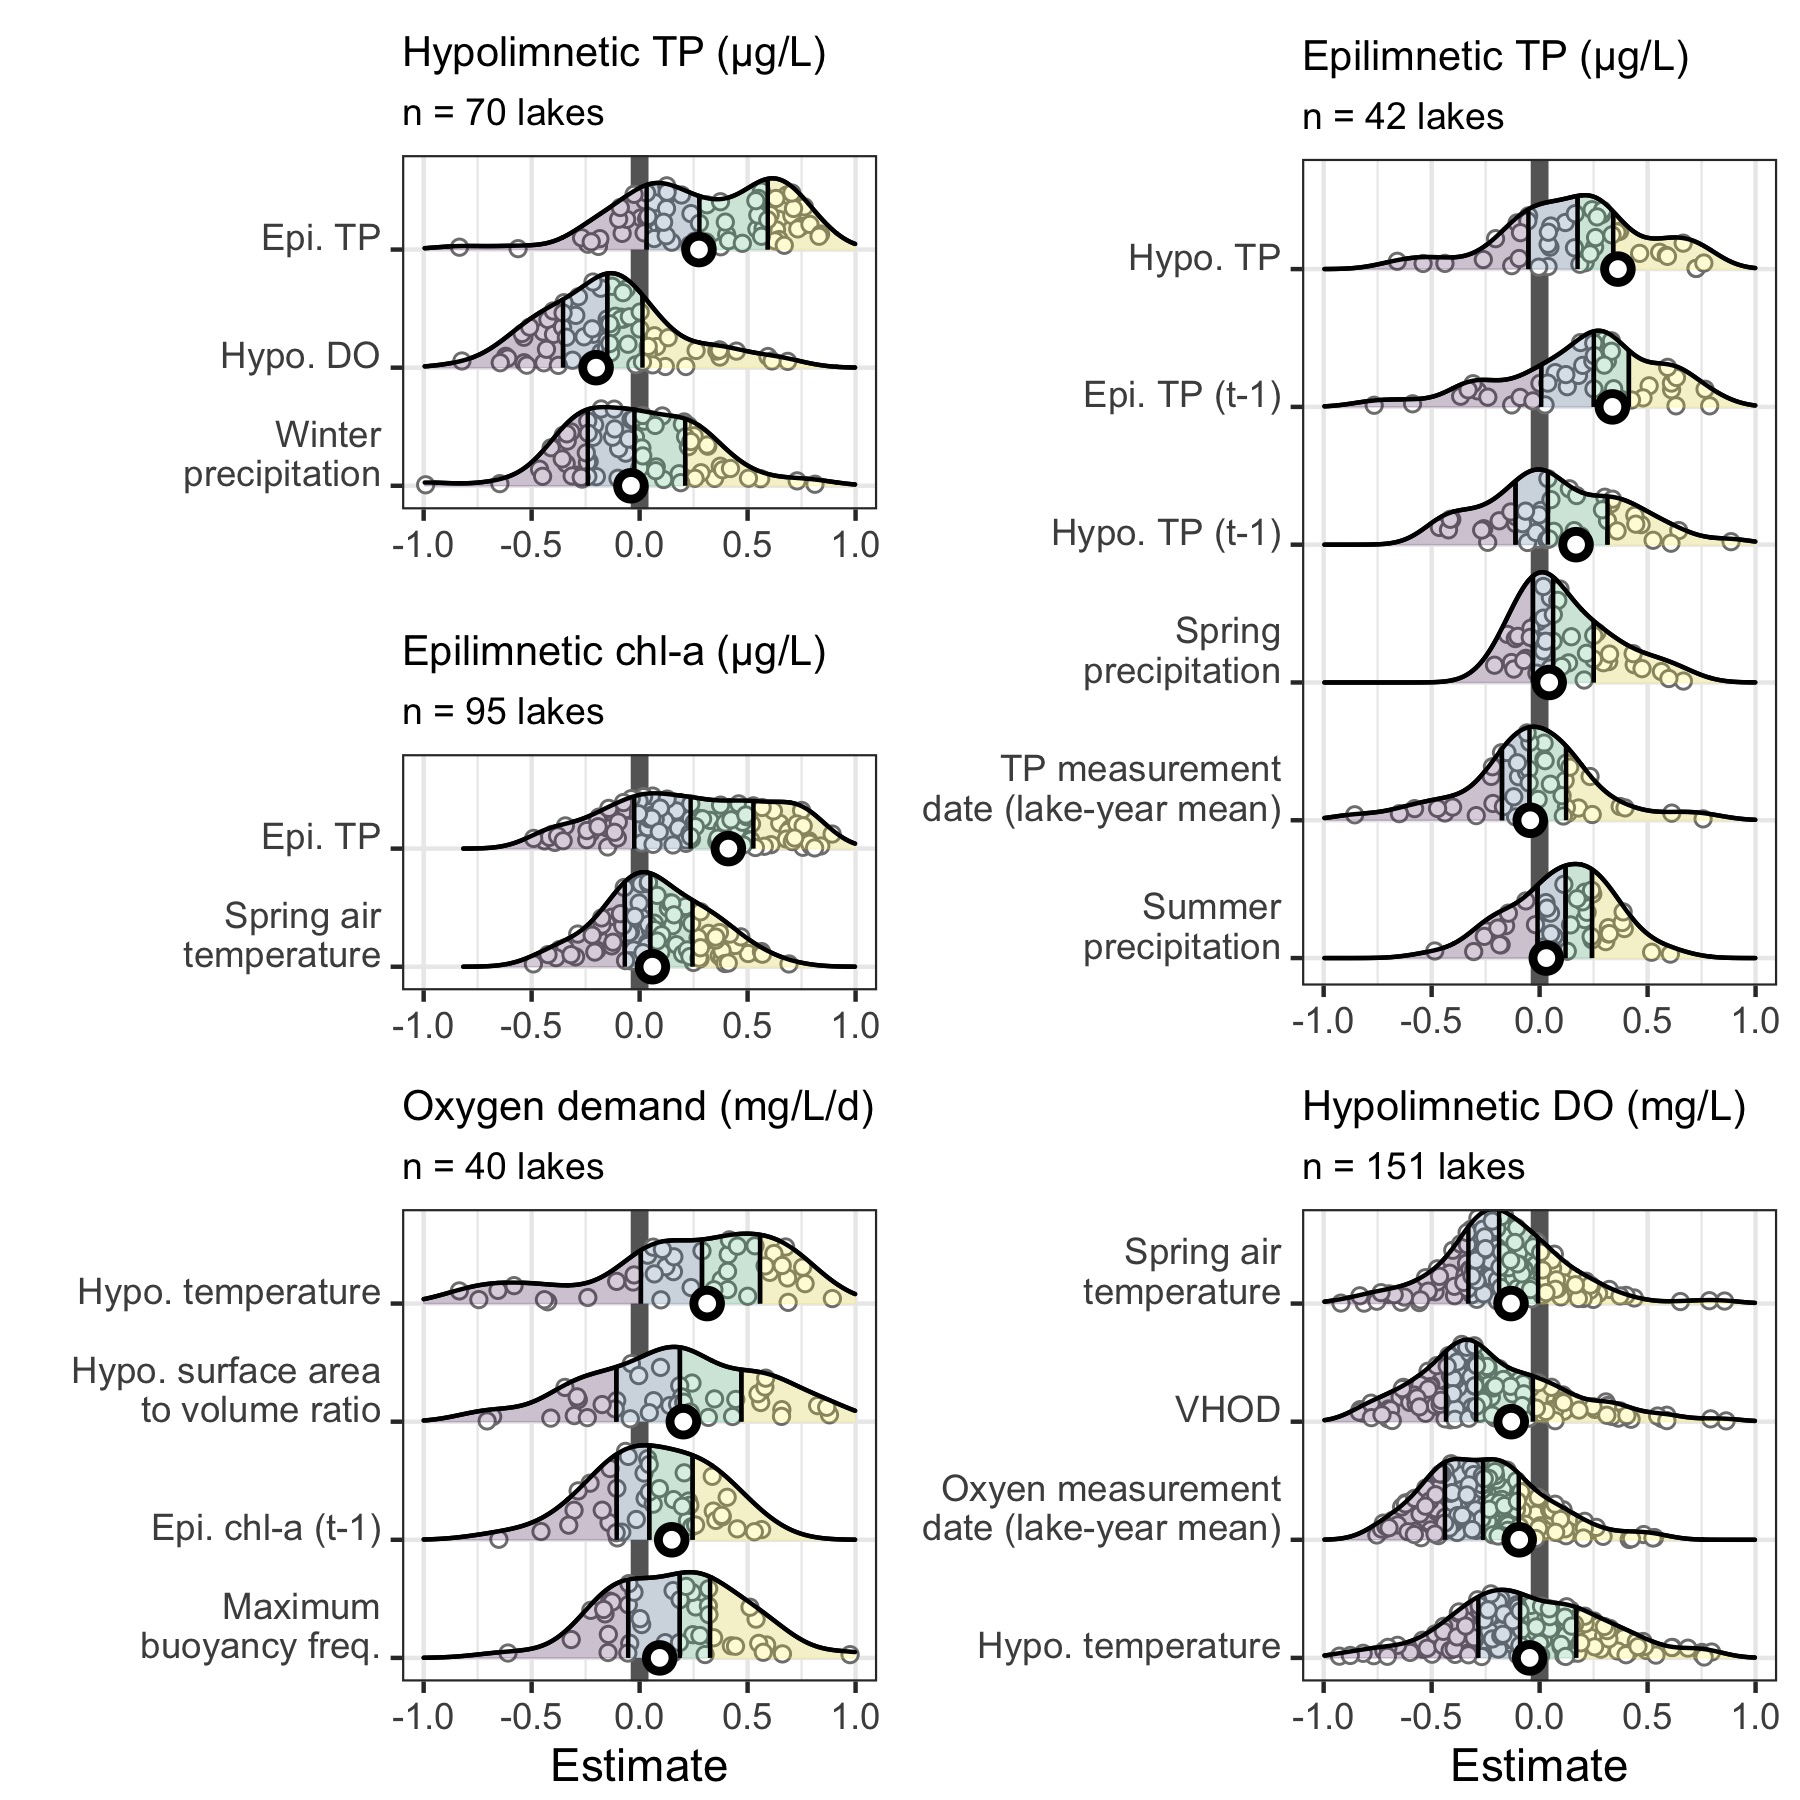 Hypolimnetic TP (µg/L)
n = 70 lakes
Epi. TP
Hypo. DO
Winter
precipitation
-1.0 -0.5 0.0 0.5 1.0
Epilimnetic chl-a (µg/L)
n = 95 lakes
Epi. TP
Spring air
temperature
-1.0 -0.5 0.0 0.5 1.0
Oxygen demand (mg/L/d)
n = 40 lakes
Hypo. temperature
Hypo. surface area
to volume ratio
Epi. chl-a (t-1)
Maximum
buoyancy freq.
-1.0 -0.5 0.0 0.5 1.0
Estimate
Epilimnetic TP (µg/L)
n = 42 lakes
Hypo. TP
Epi. TP (t-1)
Hypo. TP (t-1)
Spring
precipitation
TP measurement
date (lake-year mean)
Summer
precipitation
-1.0 -0.5 0.0 0.5 1.0
Hypolimnetic DO (mg/L)
n = 151 lakes
Spring air
temperature
VHOD
Oxyen measurement
date (lake-year mean)
Hypo. temperature
-1.0 -0.5 0.0 0.5 1.0
Estimate